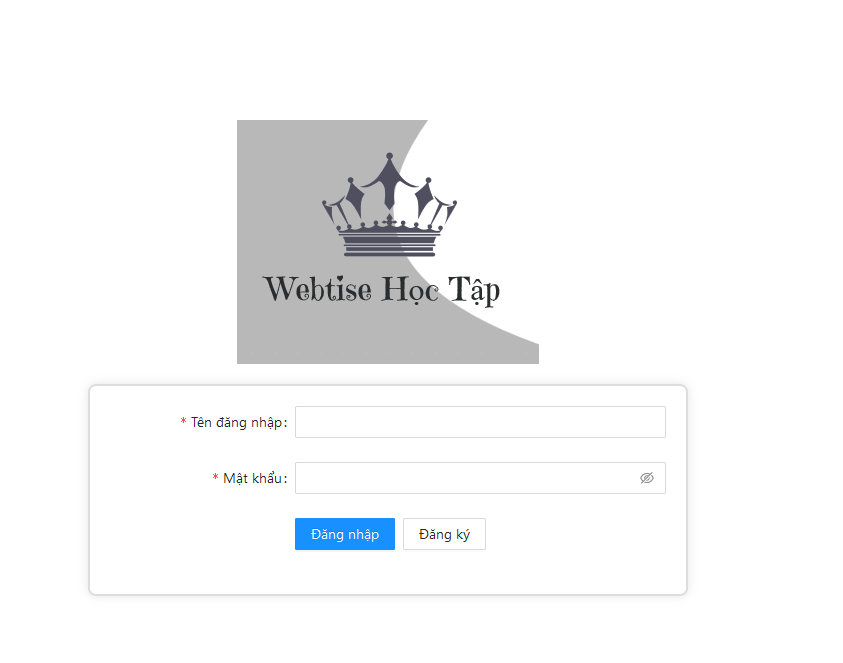 Webtise Học Tập
* Tên đăng nhập:
* Mật khẩu:
Đăng nhập Đăng ký